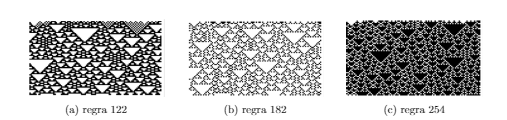 (a) regra 122
(b) regra 182
(c) regra 254